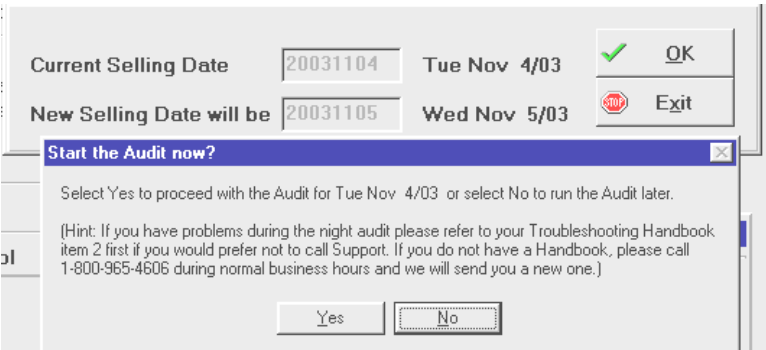 Current Selling Date 20031104 Tue Nov 4/03 OK
New Selling Date will be 20031105 Wed Nov 5/03 Exit
STOP
Start the Audit now?
Select Yes to proceed with the Audit for Tue Nov 4/03 or select No to run the Audit later.
(Hint: If you have problems during the night audit please refer to your Troubleshooting Handbook
item 2 first if you would prefer not to call Support. If you do not have a Handbook, please call
1-800-965-4606 during normal business hours and we will send you a new one.)
ol
Yes No